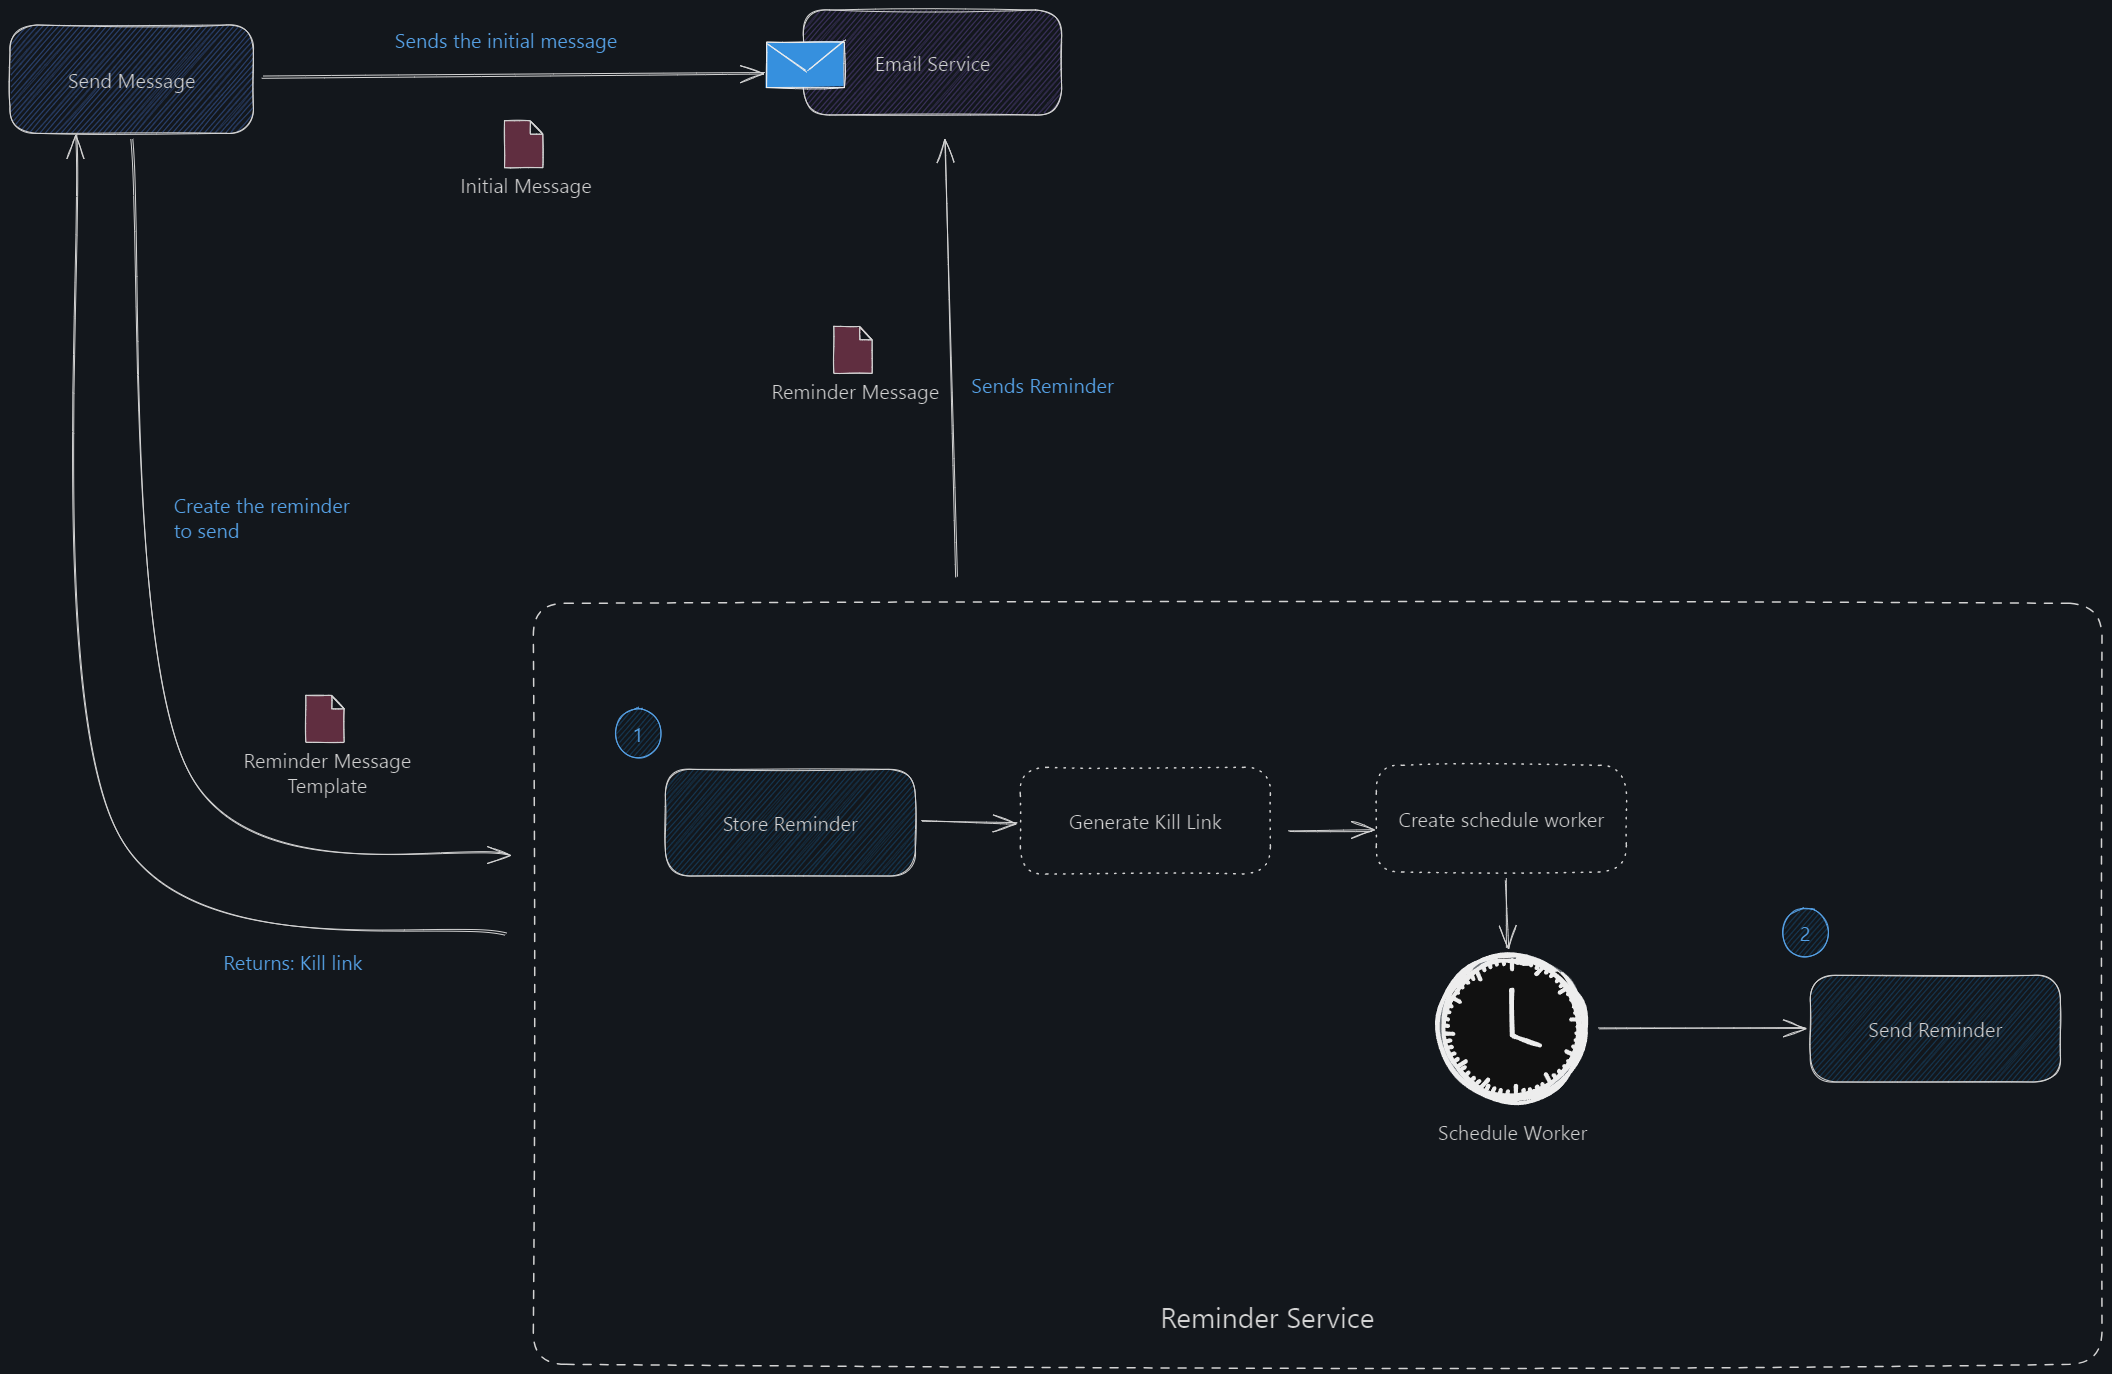 Send Message
Sends the initial message
Email Service
Initial Message
Reminder Message
Sends Reminder
Create the reminder
to send
Reminder Message
Template
Returns: Kill link
1
Store Reminder
Generate Kill Link
Create schedule worker
2
Send Reminder
Schedule Worker
Reminder Service